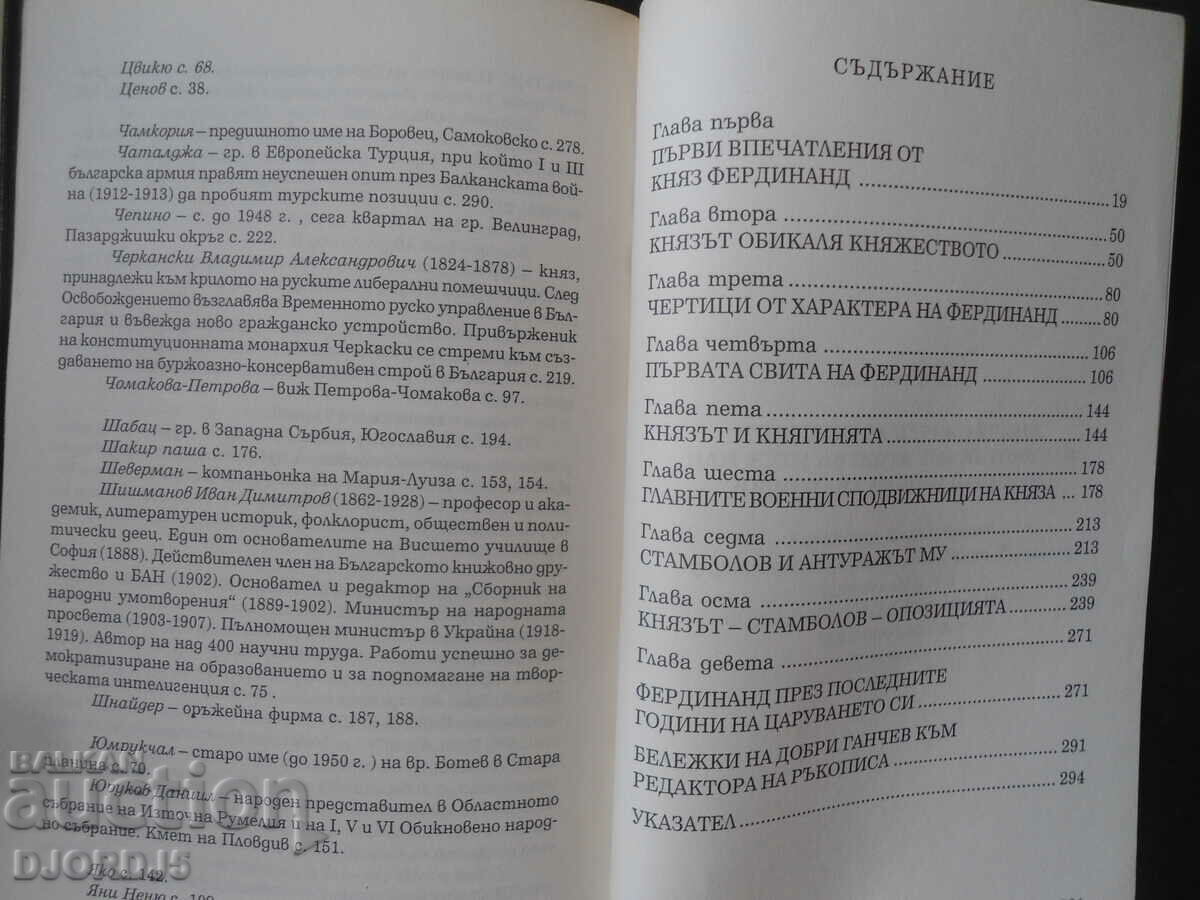 Цвикю с. 68.
Ценов с. 38.
Чамкория – предишното име на Боровец, Самоковско с. 278.
Чаталджа – гр. в Европейска Турция, при който I и III
българска армия правят неуспешен опит през Балканската вой-
на (1912-1913) да пробият турските позиции с. 290.
Чепино – с. до 1948 г. , сега квартал на гр. Велинград,
Пазарджишки окръг с. 222.
Черкански Владимир Александрович (1824-1878) – княз,
принадлежи към крилото на руските либерални помешчици. След
Освобождението възглавява Временното руско управление в Бъл-
гария и въвежда ново гражданско устройство. Привърженик
на конституционната монархия Черкаски се стреми към съз-
даването на буржоазно-консервативен строй в България с. 219.
Чомакова-Петрова – виж Петрова-Чомакова с. 97.
Шабац – гр. в Западна Сърбия, Югославия с. 194.
Шакир паша с. 176.
Шеверман – компаньонка на Мария-Луиза с. 153, 154.
Шишманов Иван Димитров (1862-1928) – професор и ака-
демик, литературен историк, фолклорист, обществен и поли-
тически деец. Един от основателите на Висшето училище в
София (1888). Действителен член на Българското книжовно дру-
жество и БАН (1902). Основател и редактор на „Сборник на
народни умотворения“ (1889-1902). Министър на народната
просвета (1903-1907). Пълномощен министър в Украйна (1918-
1919). Автор на над 400 научни труда. Работи успешно за де-
мократизиране на образованието и за подпомагане на твор-
ческата интелигенция с. 75 .
Шнайдер – оръжейна фирма с. 187, 188.
Юмрукчал – старо име (до 1950 г. ) на вр. Ботев в Стара
планина с. 70.
Юруков Даниил – народен представител в Областното
събрание на Източна Румелия и на I, V и VI Обикновено народ-
но събрание. Кмет на Пловдив с. 151.
Яко с. 142.
Яни Неню с.
СЪДЪРЖАНИЕ
Глава първа
ПЪРВИ ВПЕЧАТЛЕНИЯ ОТ
КНЯЗ ФЕРДИНАНД ........ 19
Глава втора ........ 50
КНЯЗЪТ ОБИКАЛЯ КНЯЖЕСТВОТО ........ 50
Глава трета ........ 80
ЧЕРТИЦИ ОТ ХАРАКТЕРА НА ФЕРДИНАНД ........ 80
Глава четвърта ........ 106
ПЪРВАТА СВИТА НА ФЕРДИНАНД ........ 106
Глава пета ........ 144
КНЯЗЪТ И КНЯГИНЯТА ........ 144
Глава шеста ........ 178
ГЛАВНИТЕ ВОЕННИ СПОДВИЖНИЦИ НА КНЯЗА ... 178
Глава седма ........ 213
СТАМБОЛОВ И АНТУРАЖЪТ МУ ........ 213
Глава осма ........ 239
КНЯЗЪТ – СТАМБОЛОВ – ОПОЗИЦИЯТА ........ 239
Глава девета ........ 271
ФЕРДИНАНД ПРЕЗ ПОСЛЕДНИТЕ
ГОДИНИ НА ЦАРУВАНЕТО СИ ........ 271
БЕЛЕЖКИ НА ДОБРИ ГАНЧЕВ КЪМ
РЕДАКТОРА НА РЪКОПИСА ........ 291
УКАЗАТЕЛ ........ 294
БАЛКАН
auction
DJORDJ5